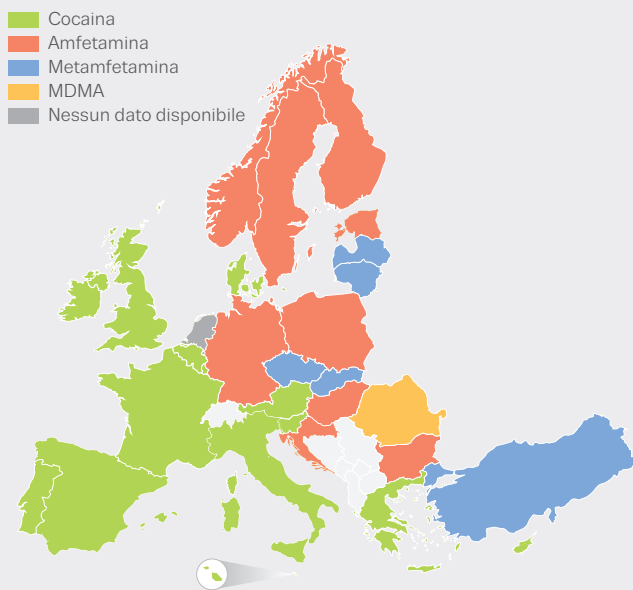 Cocaina
Amfetamina
Metamfetamina
MDMA
Nessun dato disponibile